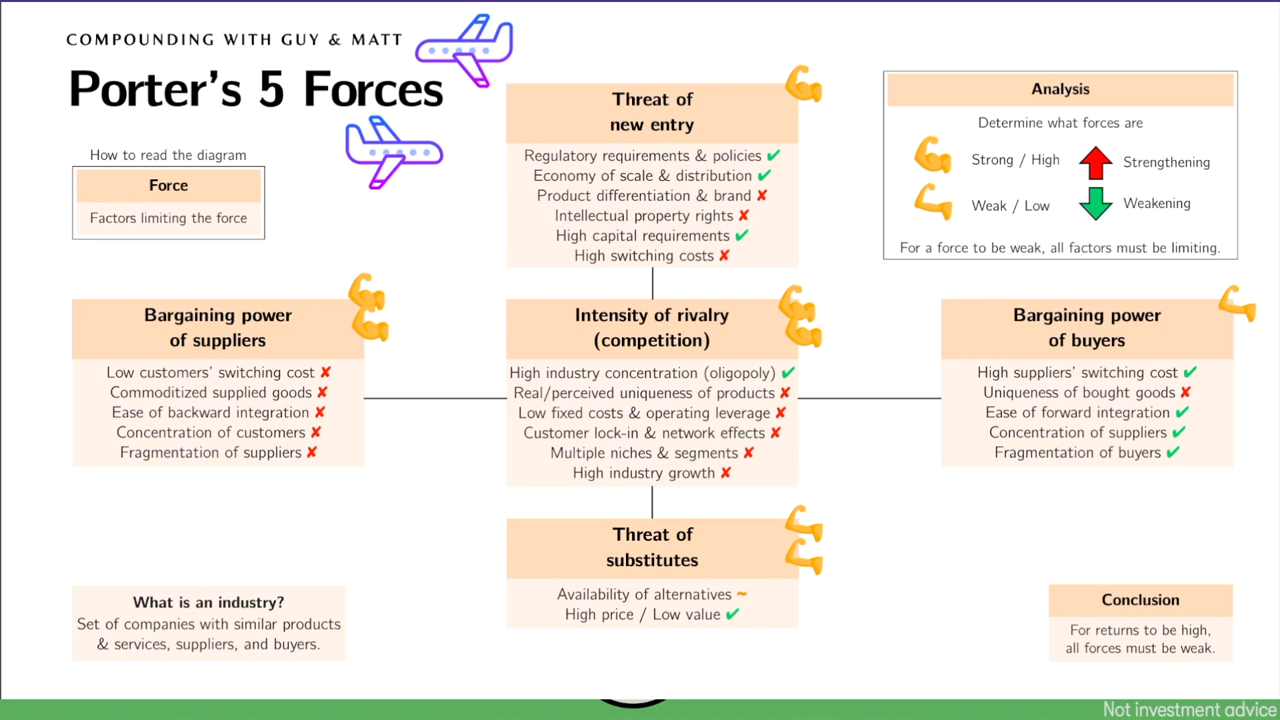 COMPOUNDING WITH GUY & MATT
Porter's 5 Forces
How to read the diagram
Force
Factors limiting the force
Threat of
new entry
Regulatory requirements & policies ✔
Economy of scale & distribution ✔
Product differentiation & brand ✘
Intellectual property rights ✘
High capital requirements ✔
High switching costs ✘
Analysis
Determine what forces are
Strong / High
Strengthening
Weak / Low
Weakening
For a force to be weak, all factors must be limiting.
Bargaining power
of suppliers
Low customers' switching cost ✘
Commoditized supplied goods ✘
Ease of backward integration ✘
Concentration of customers ✘
Fragmentation of suppliers ✘
Intensity of rivalry
(competition)
High industry concentration (oligopoly) ✔
Real/perceived uniqueness of products ✘
Low fixed costs & operating leverage ✘
Customer lock-in & network effects ✘
Multiple niches & segments ✘
High industry growth ✘
Bargaining power
of buyers
High suppliers' switching cost ✔
Uniqueness of bought goods ✘
Ease of forward integration ✔
Concentration of suppliers ✔
Fragmentation of buyers ✔
Threat of
substitutes
Availability of alternatives ~
High price / Low value ✔
What is an industry?
Set of companies with similar products
& services, suppliers, and buyers.
Conclusion
For returns to be high,
all forces must be weak.
Not investment advice